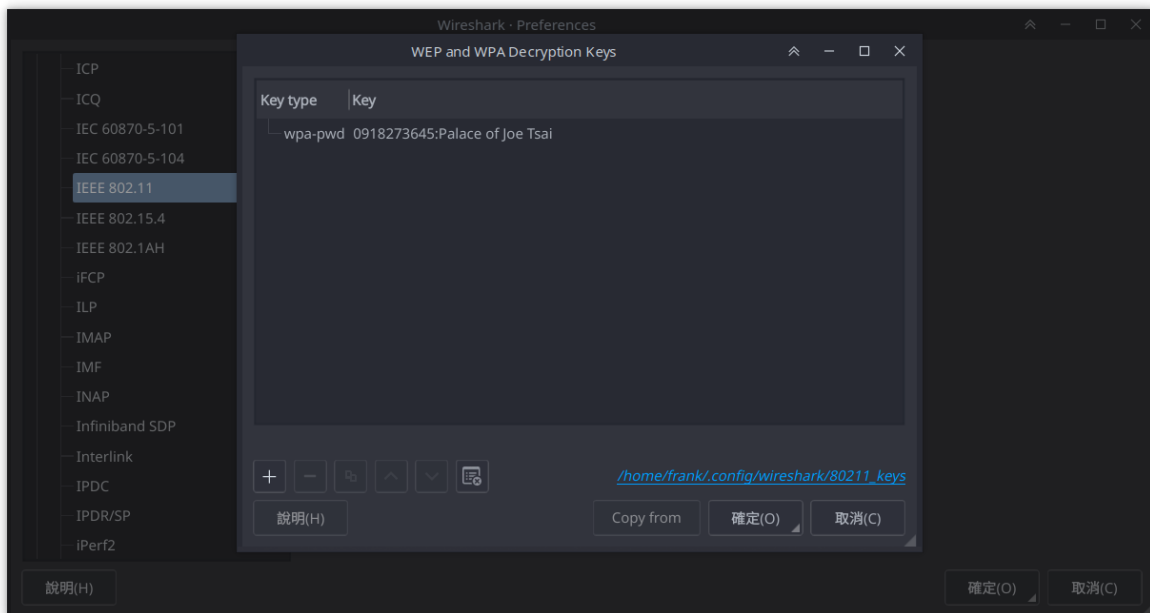 Wireshark · Preferences
WEP and WPA Decryption Keys
ICP
ICQ
IEC 60870-5-101
IEC 60870-5-104
IEEE 802.11
IEEE 802.15.4
IEEE 802.1AH
iFCP
ILP
IMAP
IMF
INAP
Infiniband SDP
Interlink
IPDC
IPDR/SP
iPerf2
Key type Key
wpa-pwd 0918273645:Palace of Joe Tsai
/home/frank/.config/wireshark/80211_keys
說明(H) Copy from 確定(O) 取消(C)
說明(H) 確定(O) 取消(C)